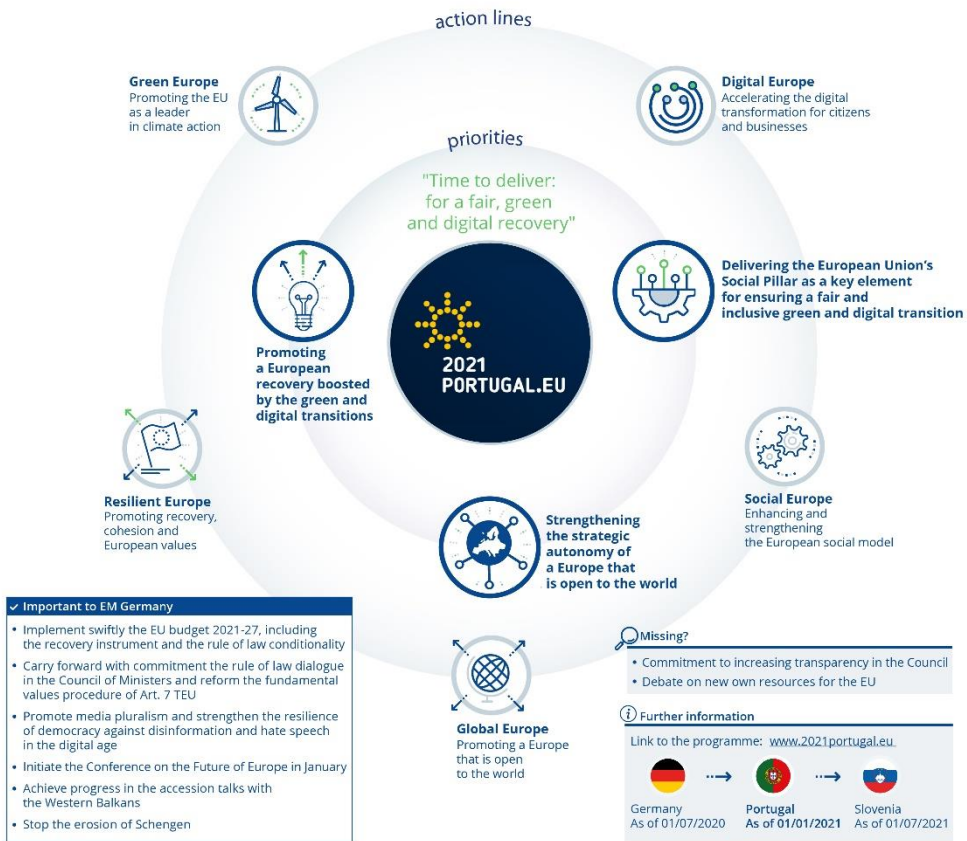 action lines
Green Europe
Promoting the EU
as a leader
in climate action
Digital Europe
Accelerating the digital
transformation for citizens
and businesses
priorities
"Time to deliver:
for a fair, green
and digital recovery"
2021
PORTUGAL.EU
Promoting
a European
recovery boosted
by the green and
digital transitions
Delivering the European Union's
Social Pillar as a key element
for ensuring a fair and
inclusive green and digital transition
Resilient Europe
Promoting recovery,
cohesion and
European values
Social Europe
Enhancing and
strengthening
the European social model
Strengthening
the strategic
autonomy of
a Europe that
is open to the world
Global Europe
Promoting a Europe
that is open
to the world
✓ Important to EM Germany
• Implement swiftly the EU budget 2021-27, including
the recovery instrument and the rule of law conditionality
• Carry forward with commitment the rule of law dialogue
in the Council of Ministers and reform the fundamental
values procedure of Art. 7 TEU
• Promote media pluralism and strengthen the resilience
of democracy against disinformation and hate speech
in the digital age
• Initiate the Conference on the Future of Europe in January
• Achieve progress in the accession talks with
the Western Balkans
• Stop the erosion of Schengen
Missing?
• Commitment to increasing transparency in the Council
• Debate on new own resources for the EU
i Further information
Link to the programme: www.2021portugal.eu
Germany
As of 01/07/2020
Portugal
As of 01/01/2021
Slovenia
As of 01/07/2021